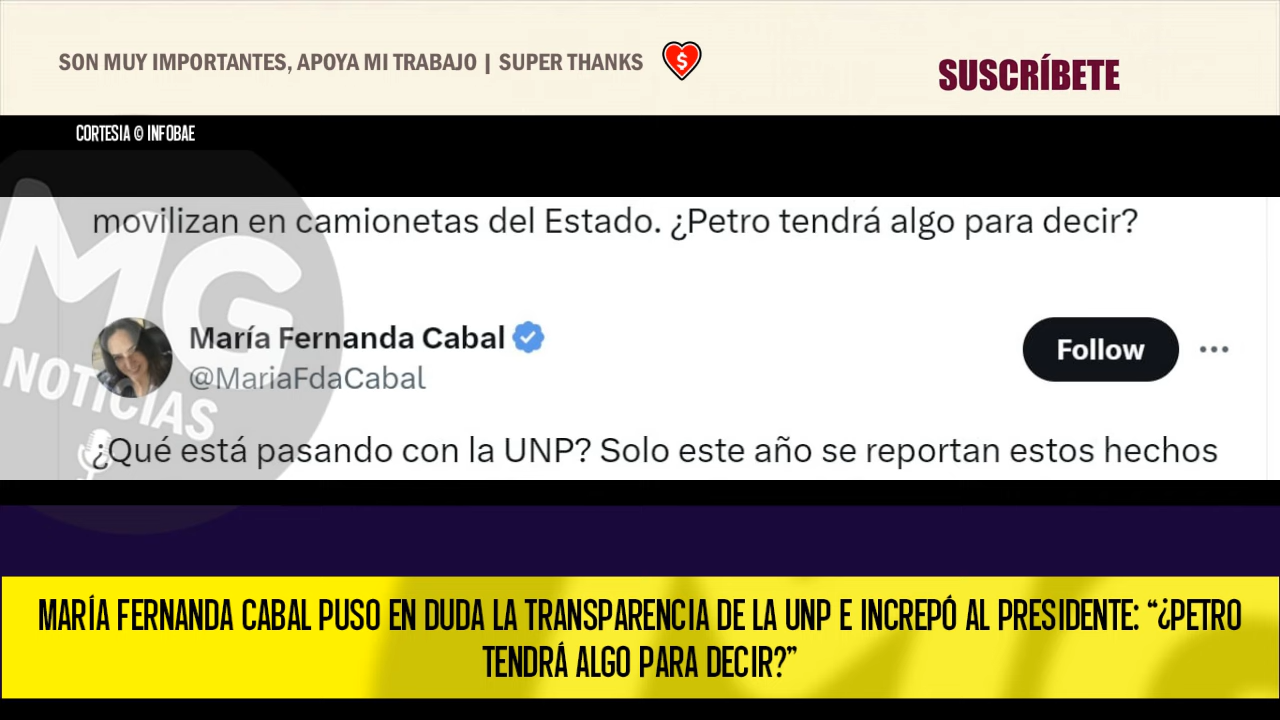 SON MUY IMPORTANTES, APOYA MI TRABAJO | SUPER THANKS
$
SUSCRÍBETE
CORTESIA © INFOBAE
movilizan en camionetas del Estado. ¿Petro tendrá algo para decir?
María Fernanda Cabal
@MariaFdaCabal
Follow
MG
NOTICIAS
¿Qué está pasando con la UNP? Solo este año se reportan estos hechos
MARÍA FERNANDA CABAL PUSO EN DUDA LA TRANSPARENCIA DE LA UNP E INCREPÓ AL PRESIDENTE: “¿PETRO
TENDRÁ ALGO PARA DECIR?”